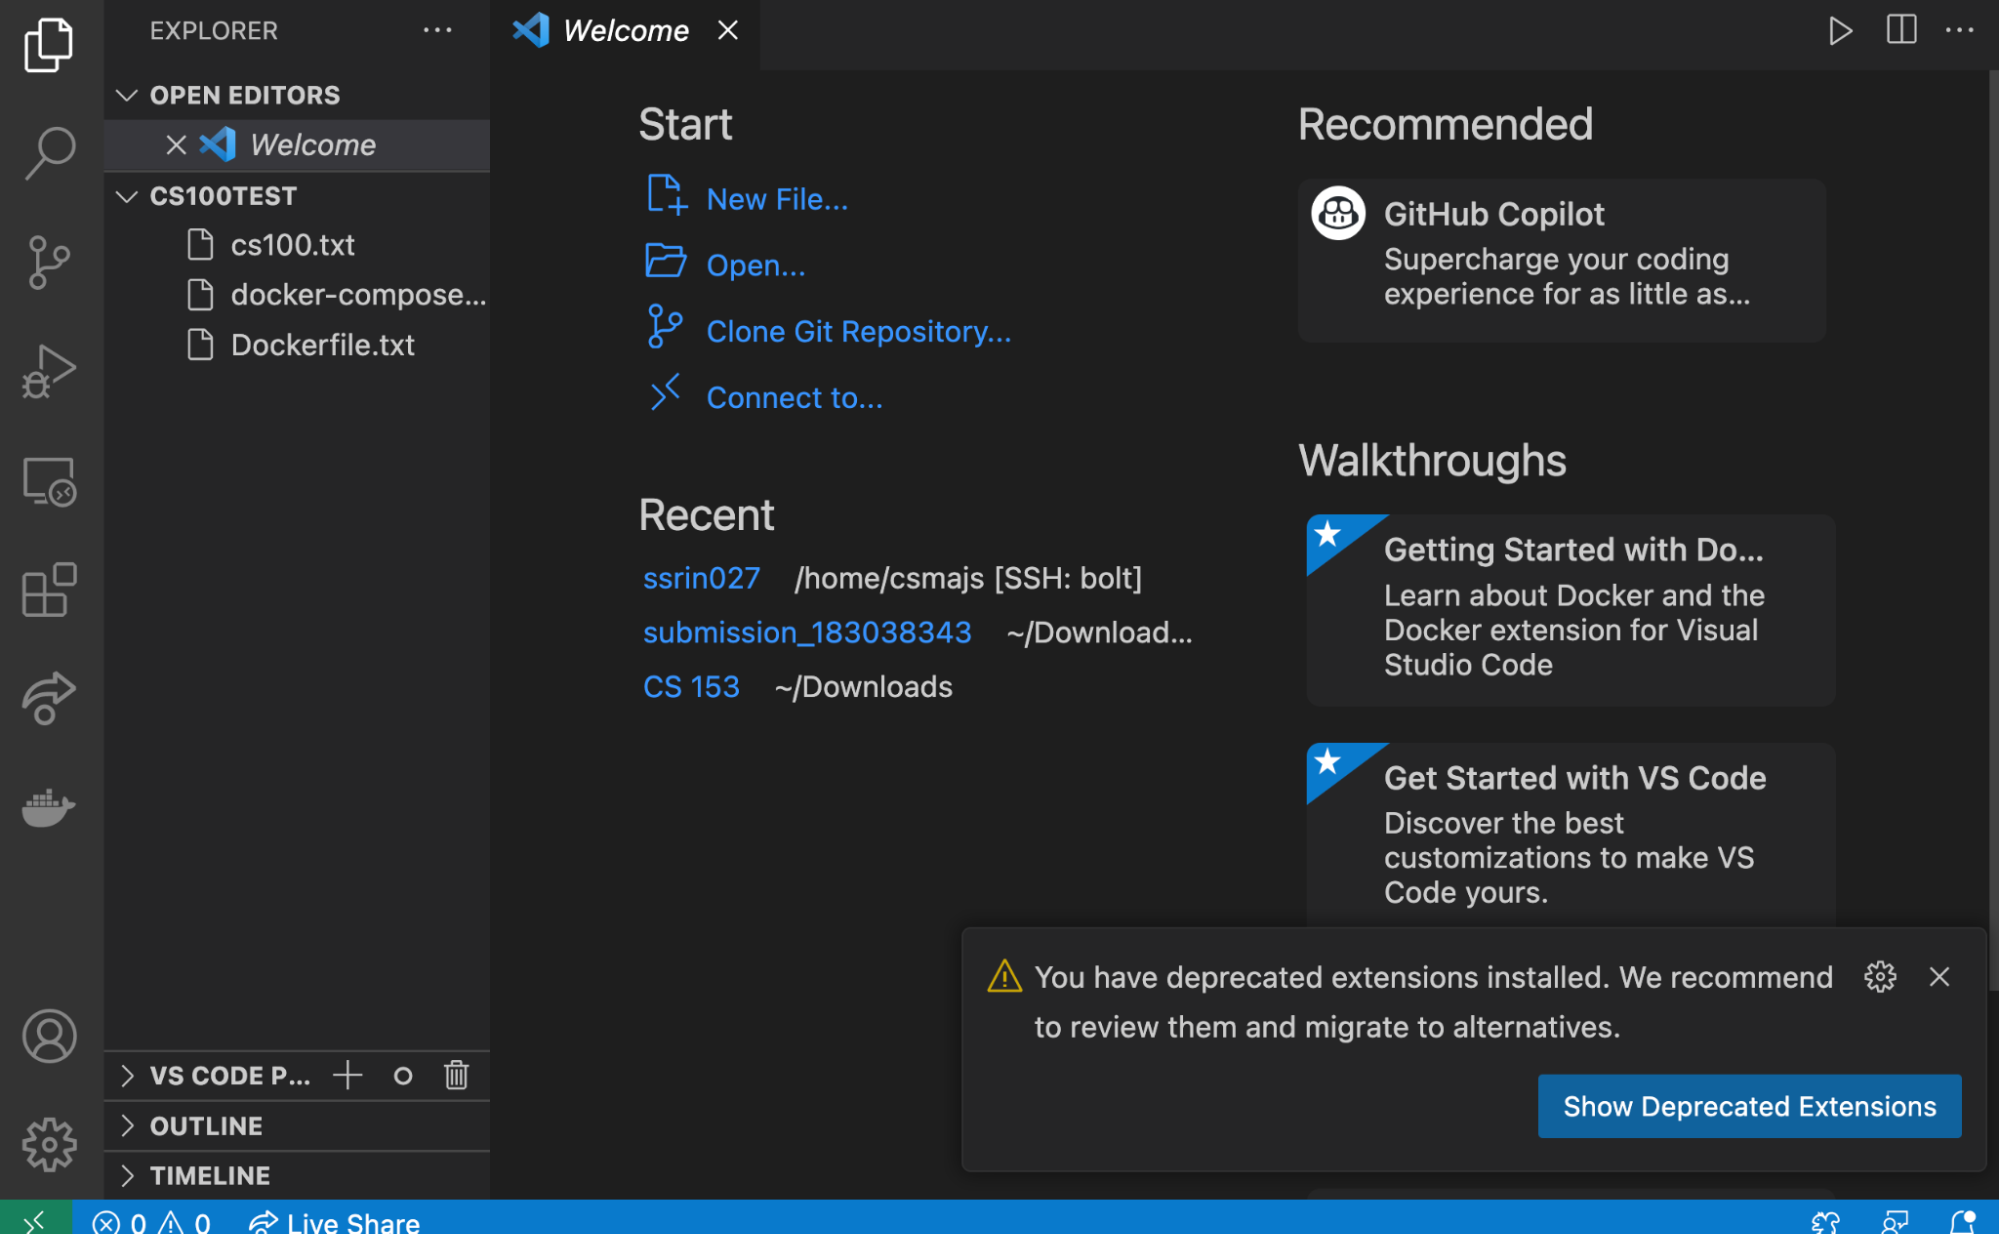 EXPLORER
OPEN EDITORS
Welcome
CS100TEST
cs100.txt
docker-compose...
Dockerfile.txt
VS CODE P...
OUTLINE
TIMELINE
Welcome
Start
New File...
Open...
Clone Git Repository...
Connect to...
Recent
ssrin027 /home/csmajs [SSH: bolt]
submission_183038343 ~/Download...
CS 153 ~/Downloads
Recommended
GitHub Copilot
Supercharge your coding
experience for as little as...
Walkthroughs
Getting Started with Do...
Learn about Docker and the
Docker extension for Visual
Studio Code
Get Started with VS Code
Discover the best
customizations to make VS
Code yours.
You have deprecated extensions installed. We recommend
to review them and migrate to alternatives.
Show Deprecated Extensions
0 0 Live Share